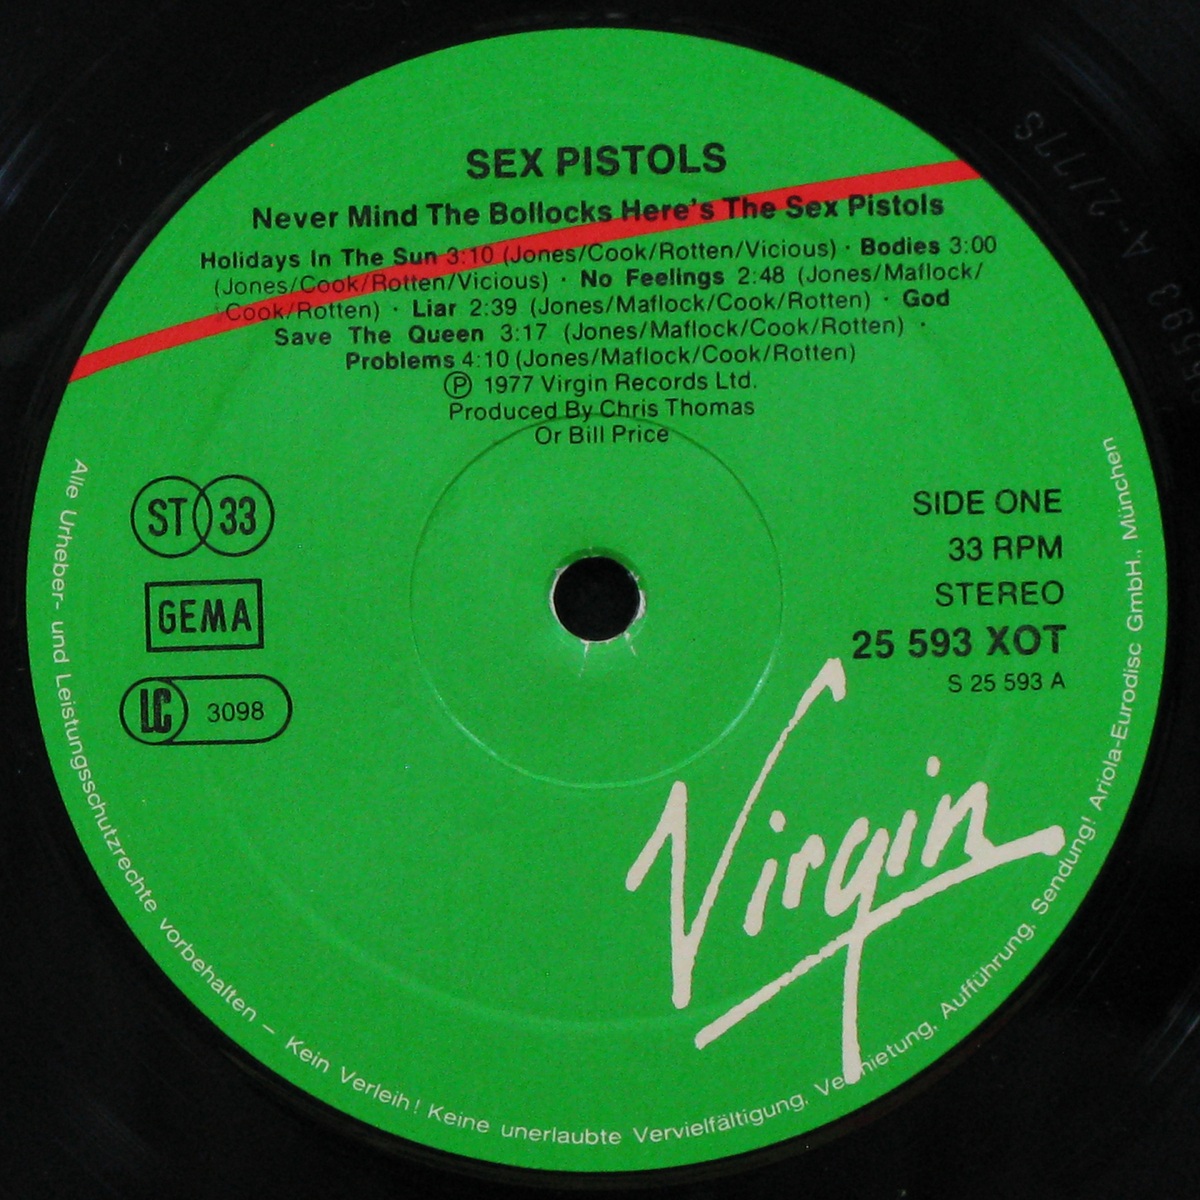 SEX PISTOLS
Never Mind The Bollocks Here's The Sex Pistols
Holidays In The Sun 3:10 (Jones/Cook/Rotten/Vicious) · Bodies 3:00
(Jones/Cook/Rotten/Vicious) · No Feelings 2:48 (Jones/Maflock/
Cook/Rotten) · Liar 2:39 (Jones/Maflock/Cook/Rotten) · God
Save The Queen 3:17 (Jones/Maflock/Cook/Rotten) ·
Problems 4:10 (Jones/Maflock/Cook/Rotten)
Ⓟ 1977 Virgin Records Ltd.
Produced By Chris Thomas
Or Bill Price
ST 33
GEMA
LC 3098
SIDE ONE
33 RPM
STEREO
25 593 XOT
S 25 593 A
Virgin
Alle Urheber- und Leistungsschutzrechte vorbehalten – Kein Verleih! Keine unerlaubte Vervielfältigung, Vermietung, Aufführung, Sendung! Ariola-Eurodisc GmbH., München